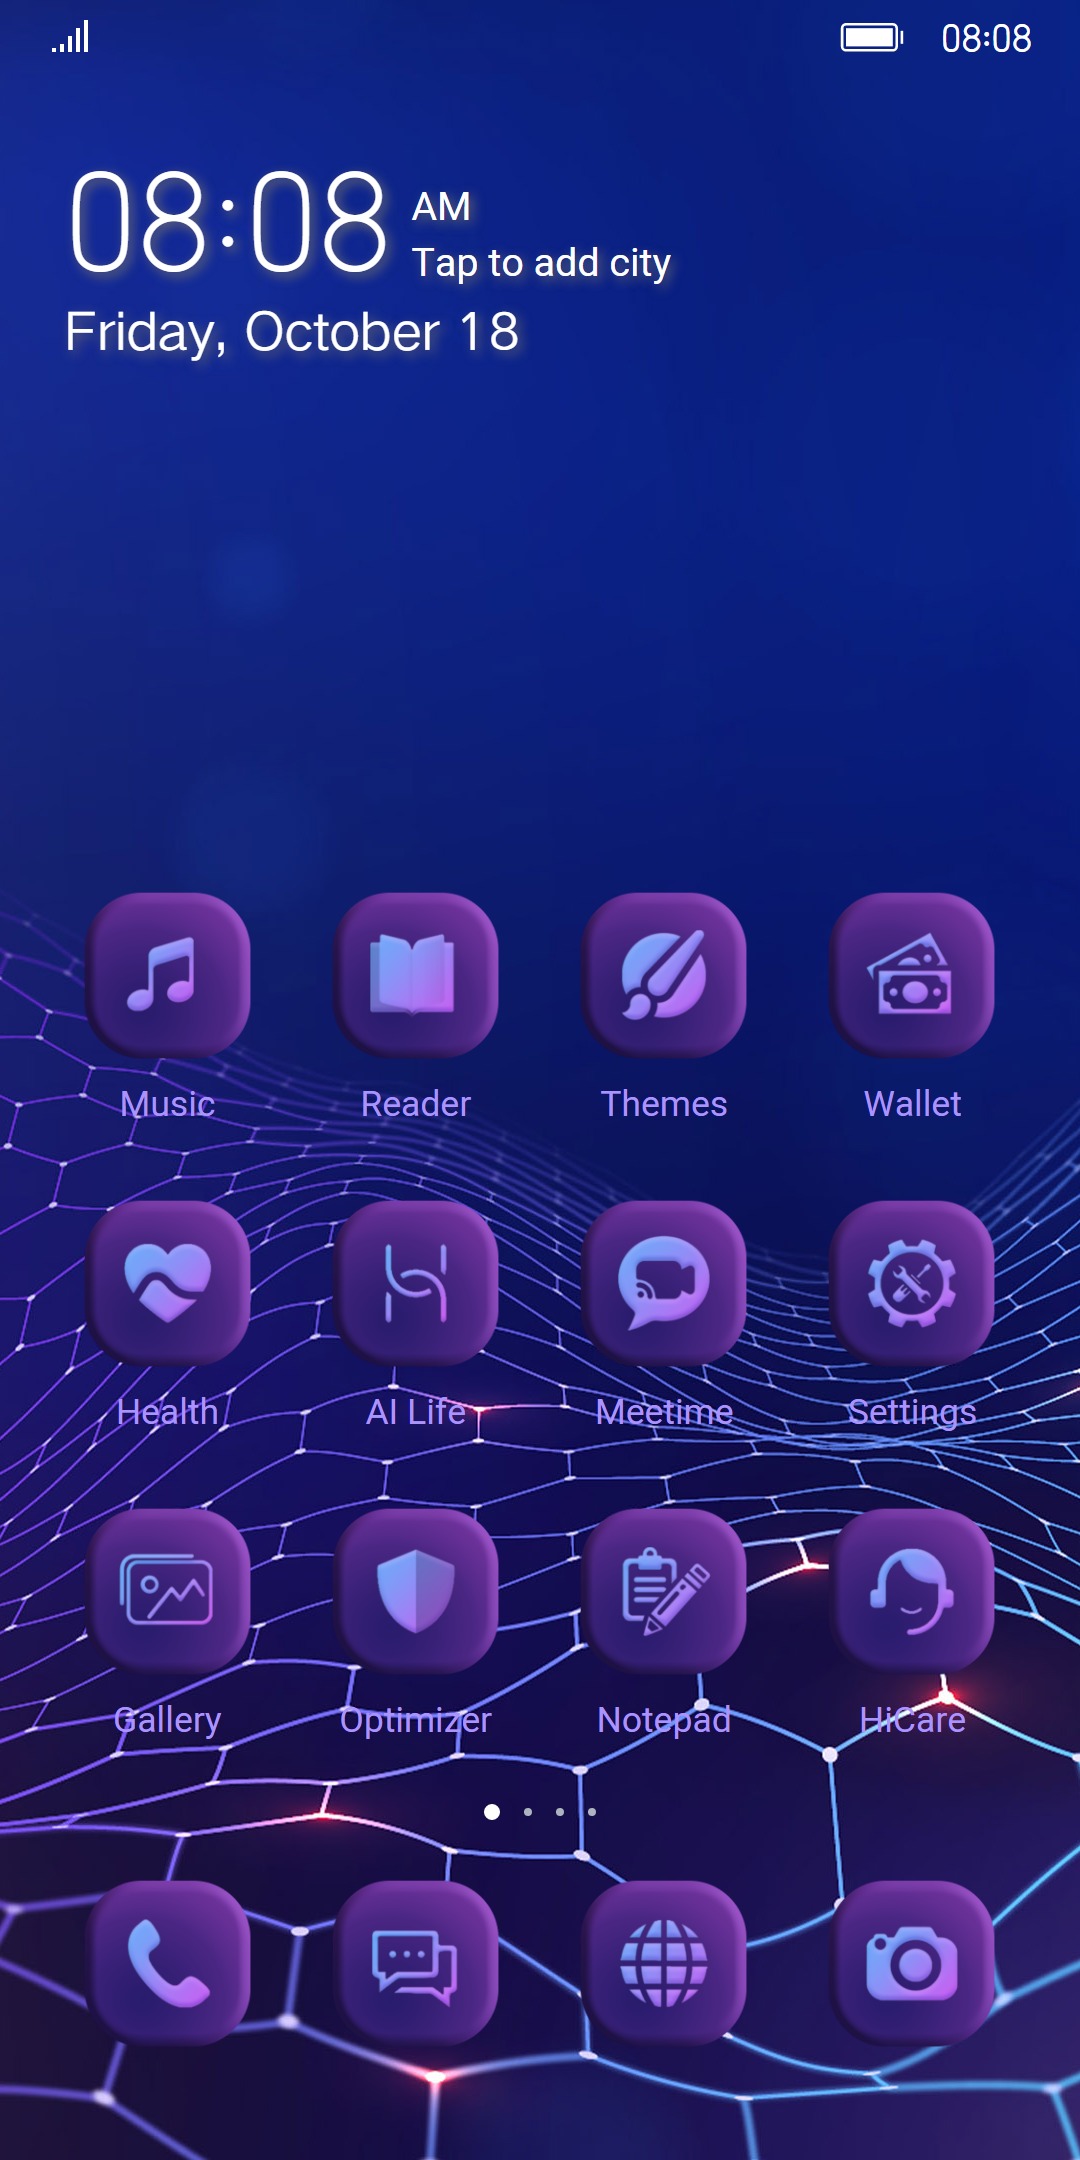 08:08
08:08 AM
Tap to add city
Friday, October 18
Music Reader Themes Wallet
Health AI Life Meetime Settings
Gallery Optimizer Notepad HiCare